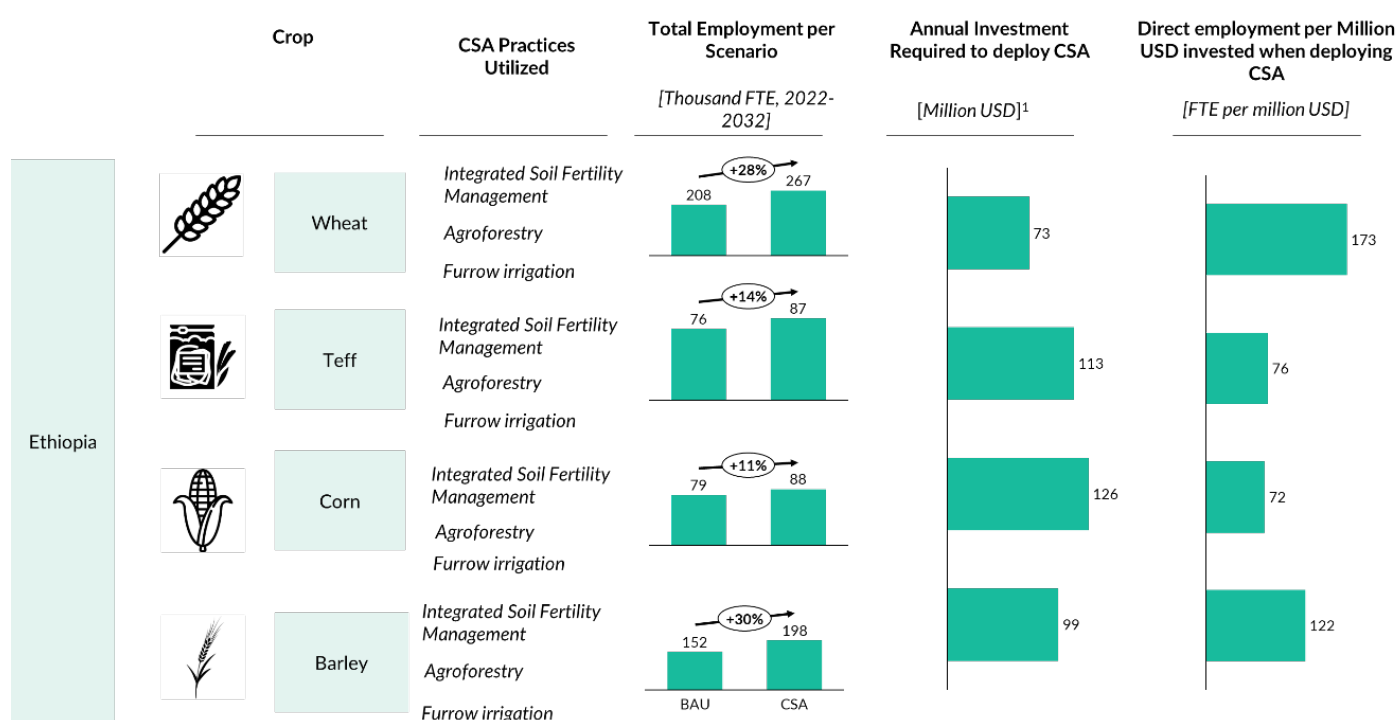 Crop
CSA Practices
Utilized
Total Employment per
Scenario
[Thousand FTE, 2022-
2032]
Annual Investment
Required to deploy CSA
[Million USD]1
Direct employment per Million
USD invested when deploying
CSA
[FTE per million USD]
Ethiopia
Wheat
Integrated Soil Fertility
Management
Agroforestry
Furrow irrigation
+28%
208
267
73
173
Teff
Integrated Soil Fertility
Management
Agroforestry
Furrow irrigation
+14%
76
87
113
76
Corn
Integrated Soil Fertility
Management
Agroforestry
Furrow irrigation
+11%
79
88
126
72
Barley
Integrated Soil Fertility
Management
Agroforestry
Furrow irrigation
+30%
152
198
BAU
CSA
99
122